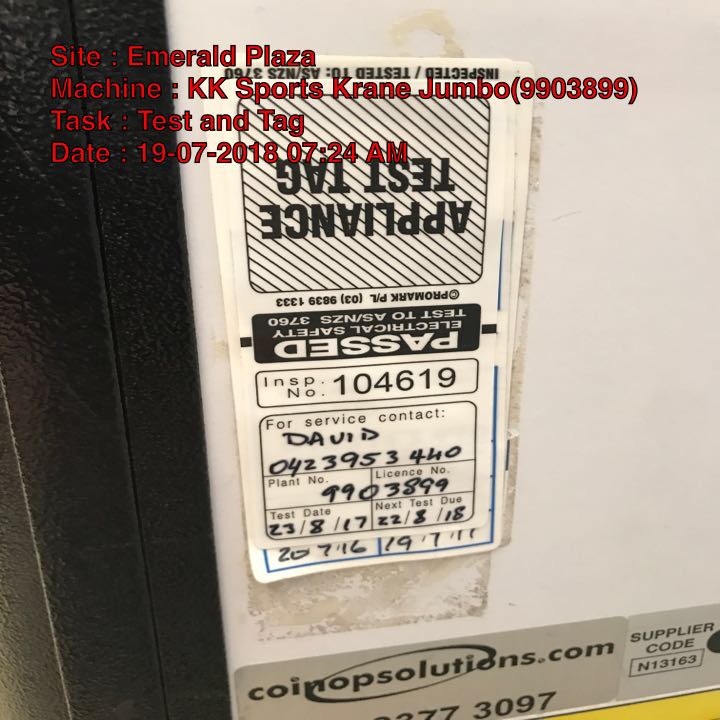 Site : Emerald Plaza
Machine : KK Sports Krane Jumbo(9903899)
Task : Test and Tag
Date : 19-07-2018 07:24 AM
INSPECTED / TESTED TO: AS/NZS 3760
APPLIANCE
TEST TAG
©PROMARK P/L (03) 9839 1333
PASSED
ELECTRICAL SAFETY
TEST TO AS/NZS 3760
Insp. No. 104619
For service contact:
DAVID
0423953440
Plant No. Licence No.
9903899
Test Date Next Test Due
23/8/17 22/8/18
20 7 16 19/7/17
coinopsolutions.com
3097
SUPPLIER
CODE
N13163